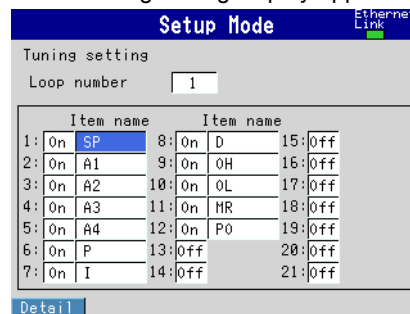 Setup Mode
Etherne
Link
Tuning setting
Loop number 1
Item name Item name
1: On SP 8: On D 15: Off
2: On A1 9: On OH 16: Off
3: On A2 10: On OL 17: Off
4: On A3 11: On MR 18: Off
5: On A4 12: On PO 19: Off
6: On P 13: Off 20: Off
7: On I 14: Off 21: Off
Detail